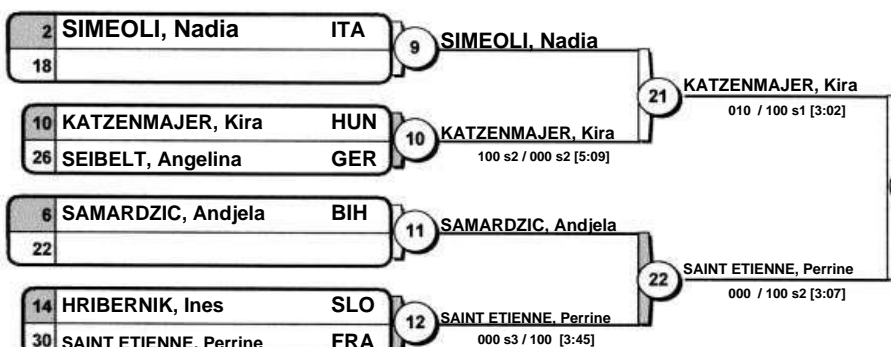 2 SIMEOLI, Nadia ITA
18
9
SIMEOLI, Nadia
10 KATZENMAJER, Kira HUN
26 SEIBELT, Angelina GER
10
KATZENMAJER, Kira
100 s2 / 000 s2 [5:09]
21
KATZENMAJER, Kira
010 / 100 s1 [3:02]
6 SAMARDZIC, Andjela BIH
22
11
SAMARDZIC, Andjela
14 HRIBERNIK, Ines SLO
30 SAINT ETIENNE, Perrine FRA
12
SAINT ETIENNE, Perrine
000 s3 / 100 [3:45]
22
SAINT ETIENNE, Perrine
000 / 100 s2 [3:07]